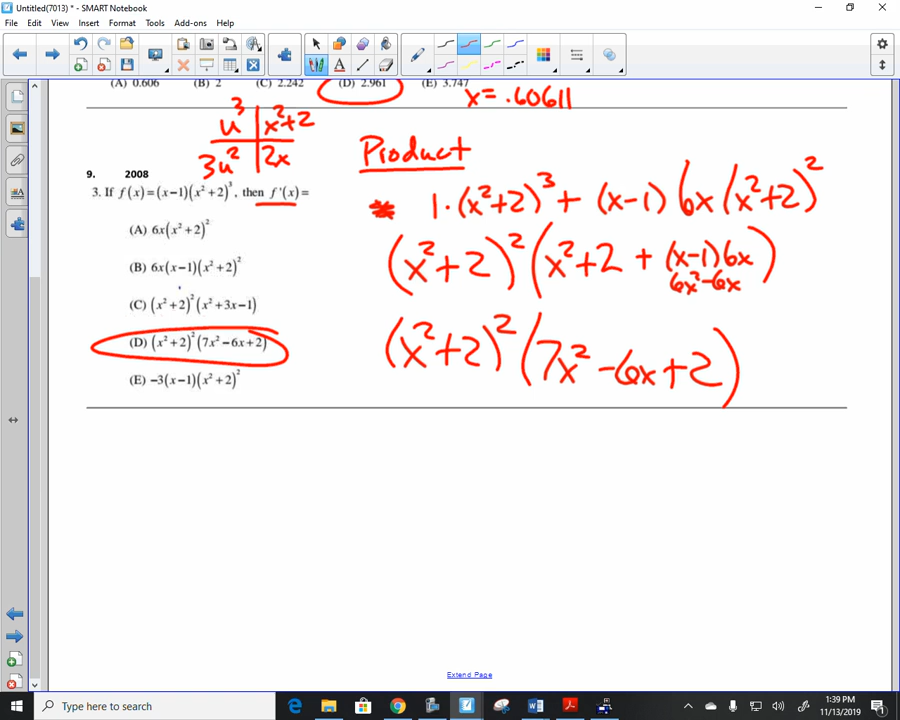 Untitled(7013) * - SMART Notebook
File Edit View Insert Format Tools Add-ons Help
(A) 0.606 (B) 2 (C) 2.242 (D) 2.961 (E) 3.747
x = .60611
u³ | x²+2
3u² | 2x
Product
9. 2008
3. If f(x)=(x−1)(x²+2)³, then f′(x)=
1·(x²+2)³ + (x−1)(6x(x²+2)²
(A) 6x(x²+2)²
(x²+2)²(x²+2 + (x−1)6x)
6x²−6x
(B) 6x(x−1)(x²+2)²
(C) (x²+2)²(x²+3x−1)
(D) (x²+2)²(7x²−6x+2)
(x²+2)²(7x²−6x+2)
(E) −3(x−1)(x²+2)²
Extend Page
Type here to search
1:39 PM
11/13/2019
1